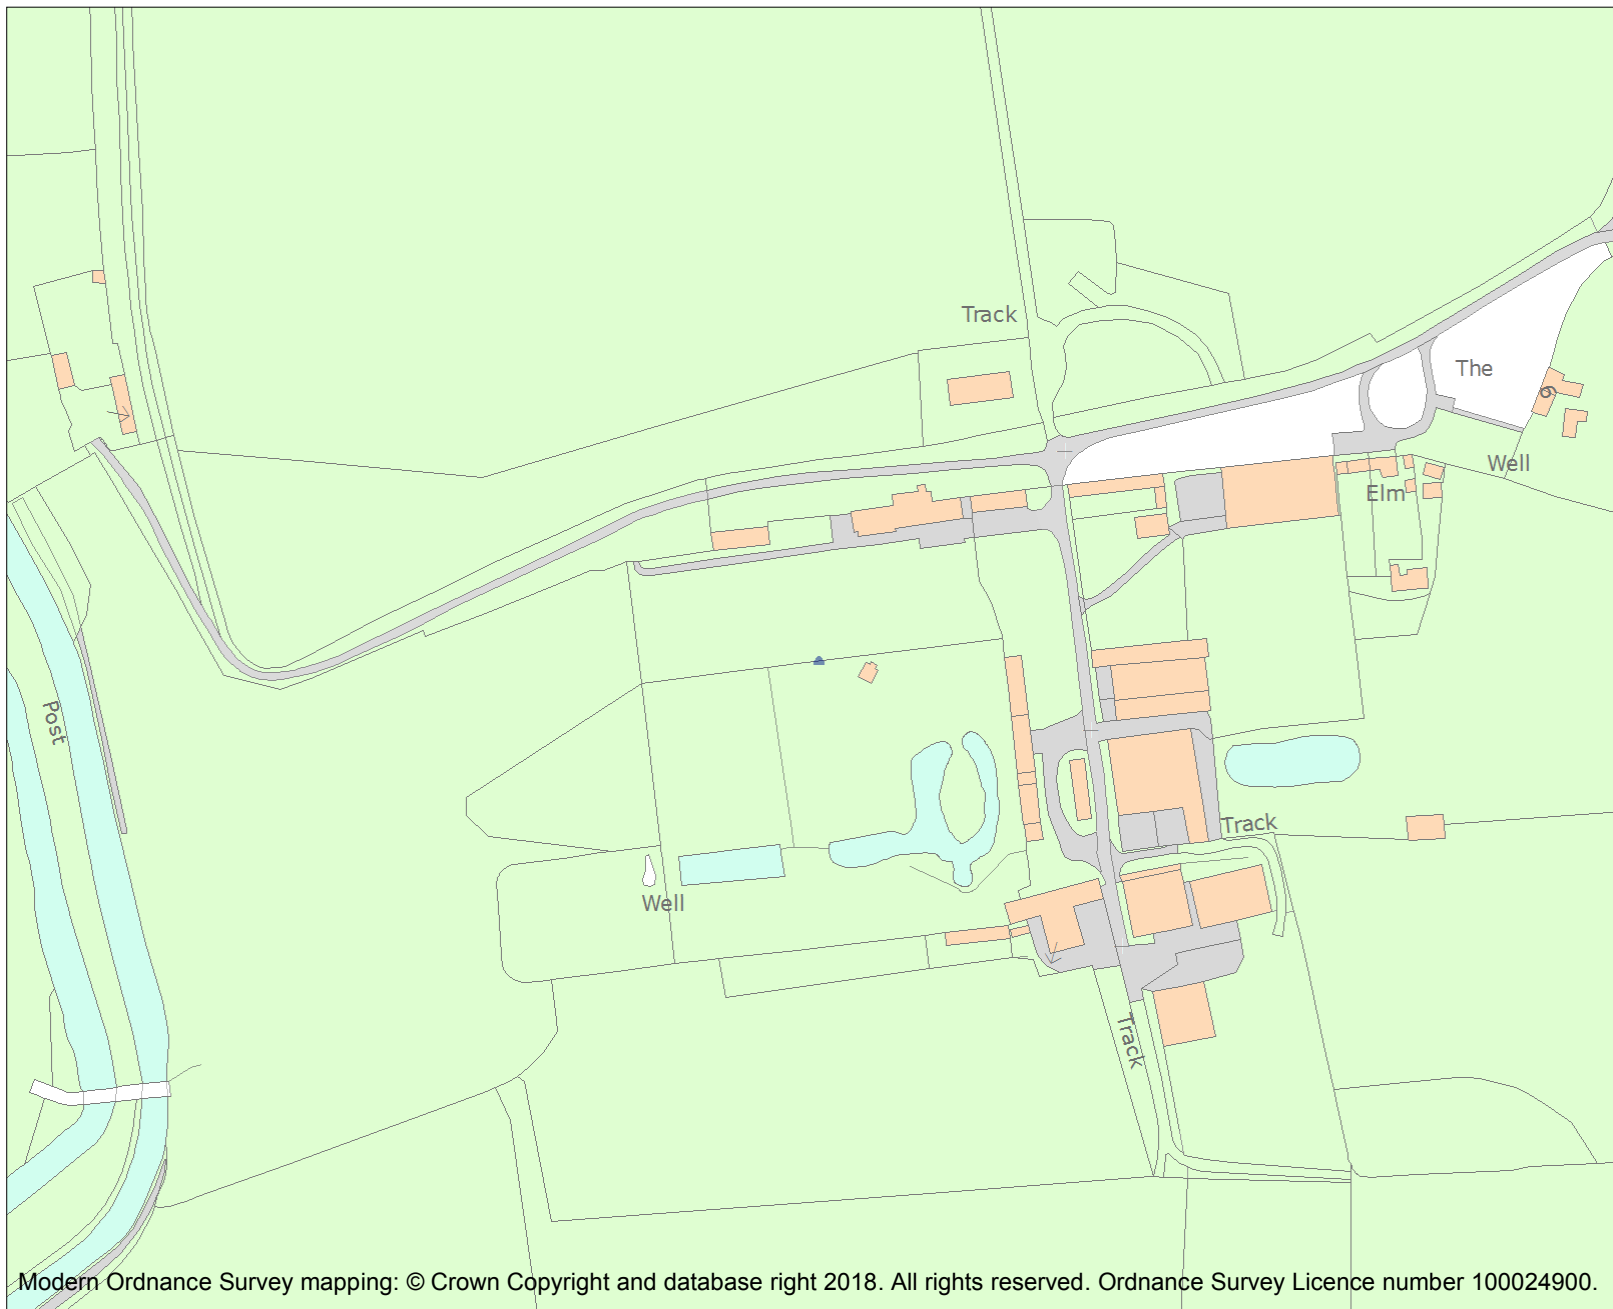 Track
The
6
Well
Elm
Post
Track
Well
Track
Modern Ordnance Survey mapping: © Crown Copyright and database right 2018. All rights reserved. Ordnance Survey Licence number 100024900.